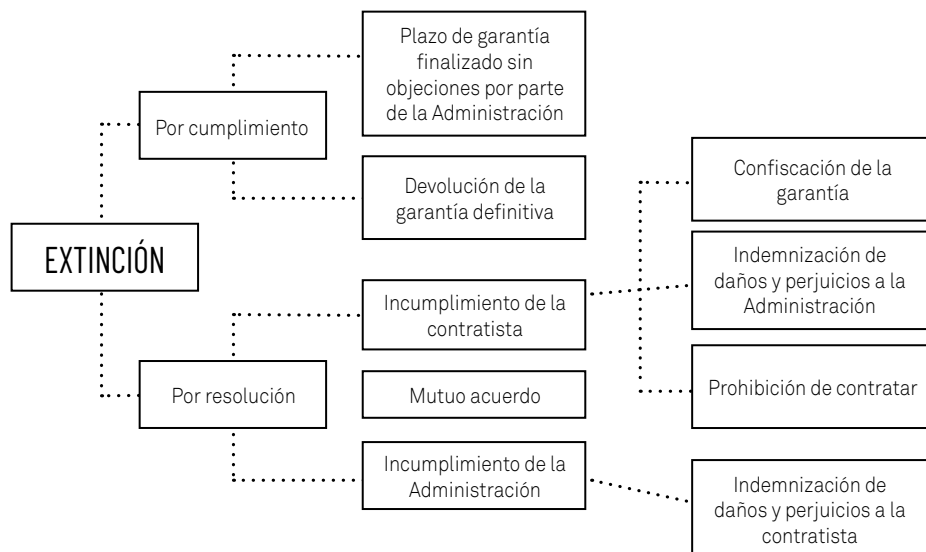 Plazo de garantía
finalizado sin
objeciones por parte
de la Administración
Por cumplimiento
Devolución de la
garantía definitiva
EXTINCIÓN
Incumplimiento de la
contratista
Confiscación de la
garantía
Indemnización de
daños y perjuicios a la
Administración
Prohibición de contratar
Por resolución
Mutuo acuerdo
Incumplimiento de la
Administración
Indemnización de
daños y perjuicios a la
contratista